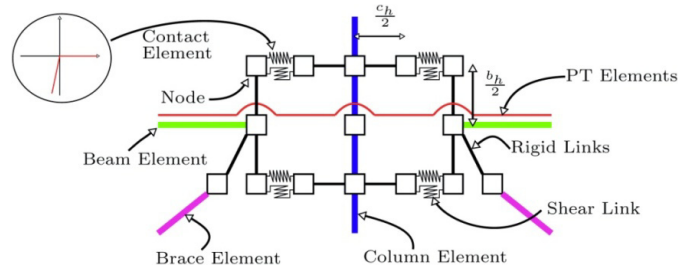 c_h
2
Contact
Element
b_h
2
PT Elements
Node
Rigid Links
Beam Element
Shear Link
Brace Element
Column Element